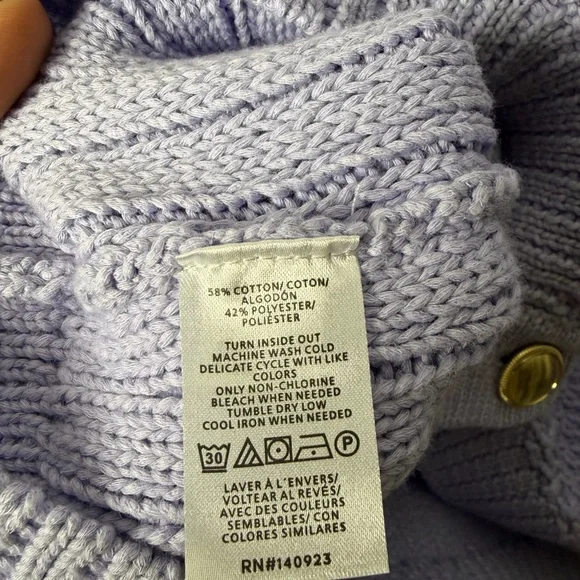 58% COTTON/ COTON/
ALGODÓN
42% POLYESTER/
POLIÉSTER
TURN INSIDE OUT
MACHINE WASH COLD
DELICATE CYCLE WITH LIKE
COLORS
ONLY NON-CHLORINE
BLEACH WHEN NEEDED
TUMBLE DRY LOW
COOL IRON WHEN NEEDED
30 P
LAVER À L'ENVERS/
VOLTEAR AL REVÉS/
AVEC DES COULEURS
SEMBLABLES/ CON
COLORES SIMILARES
RN#140923